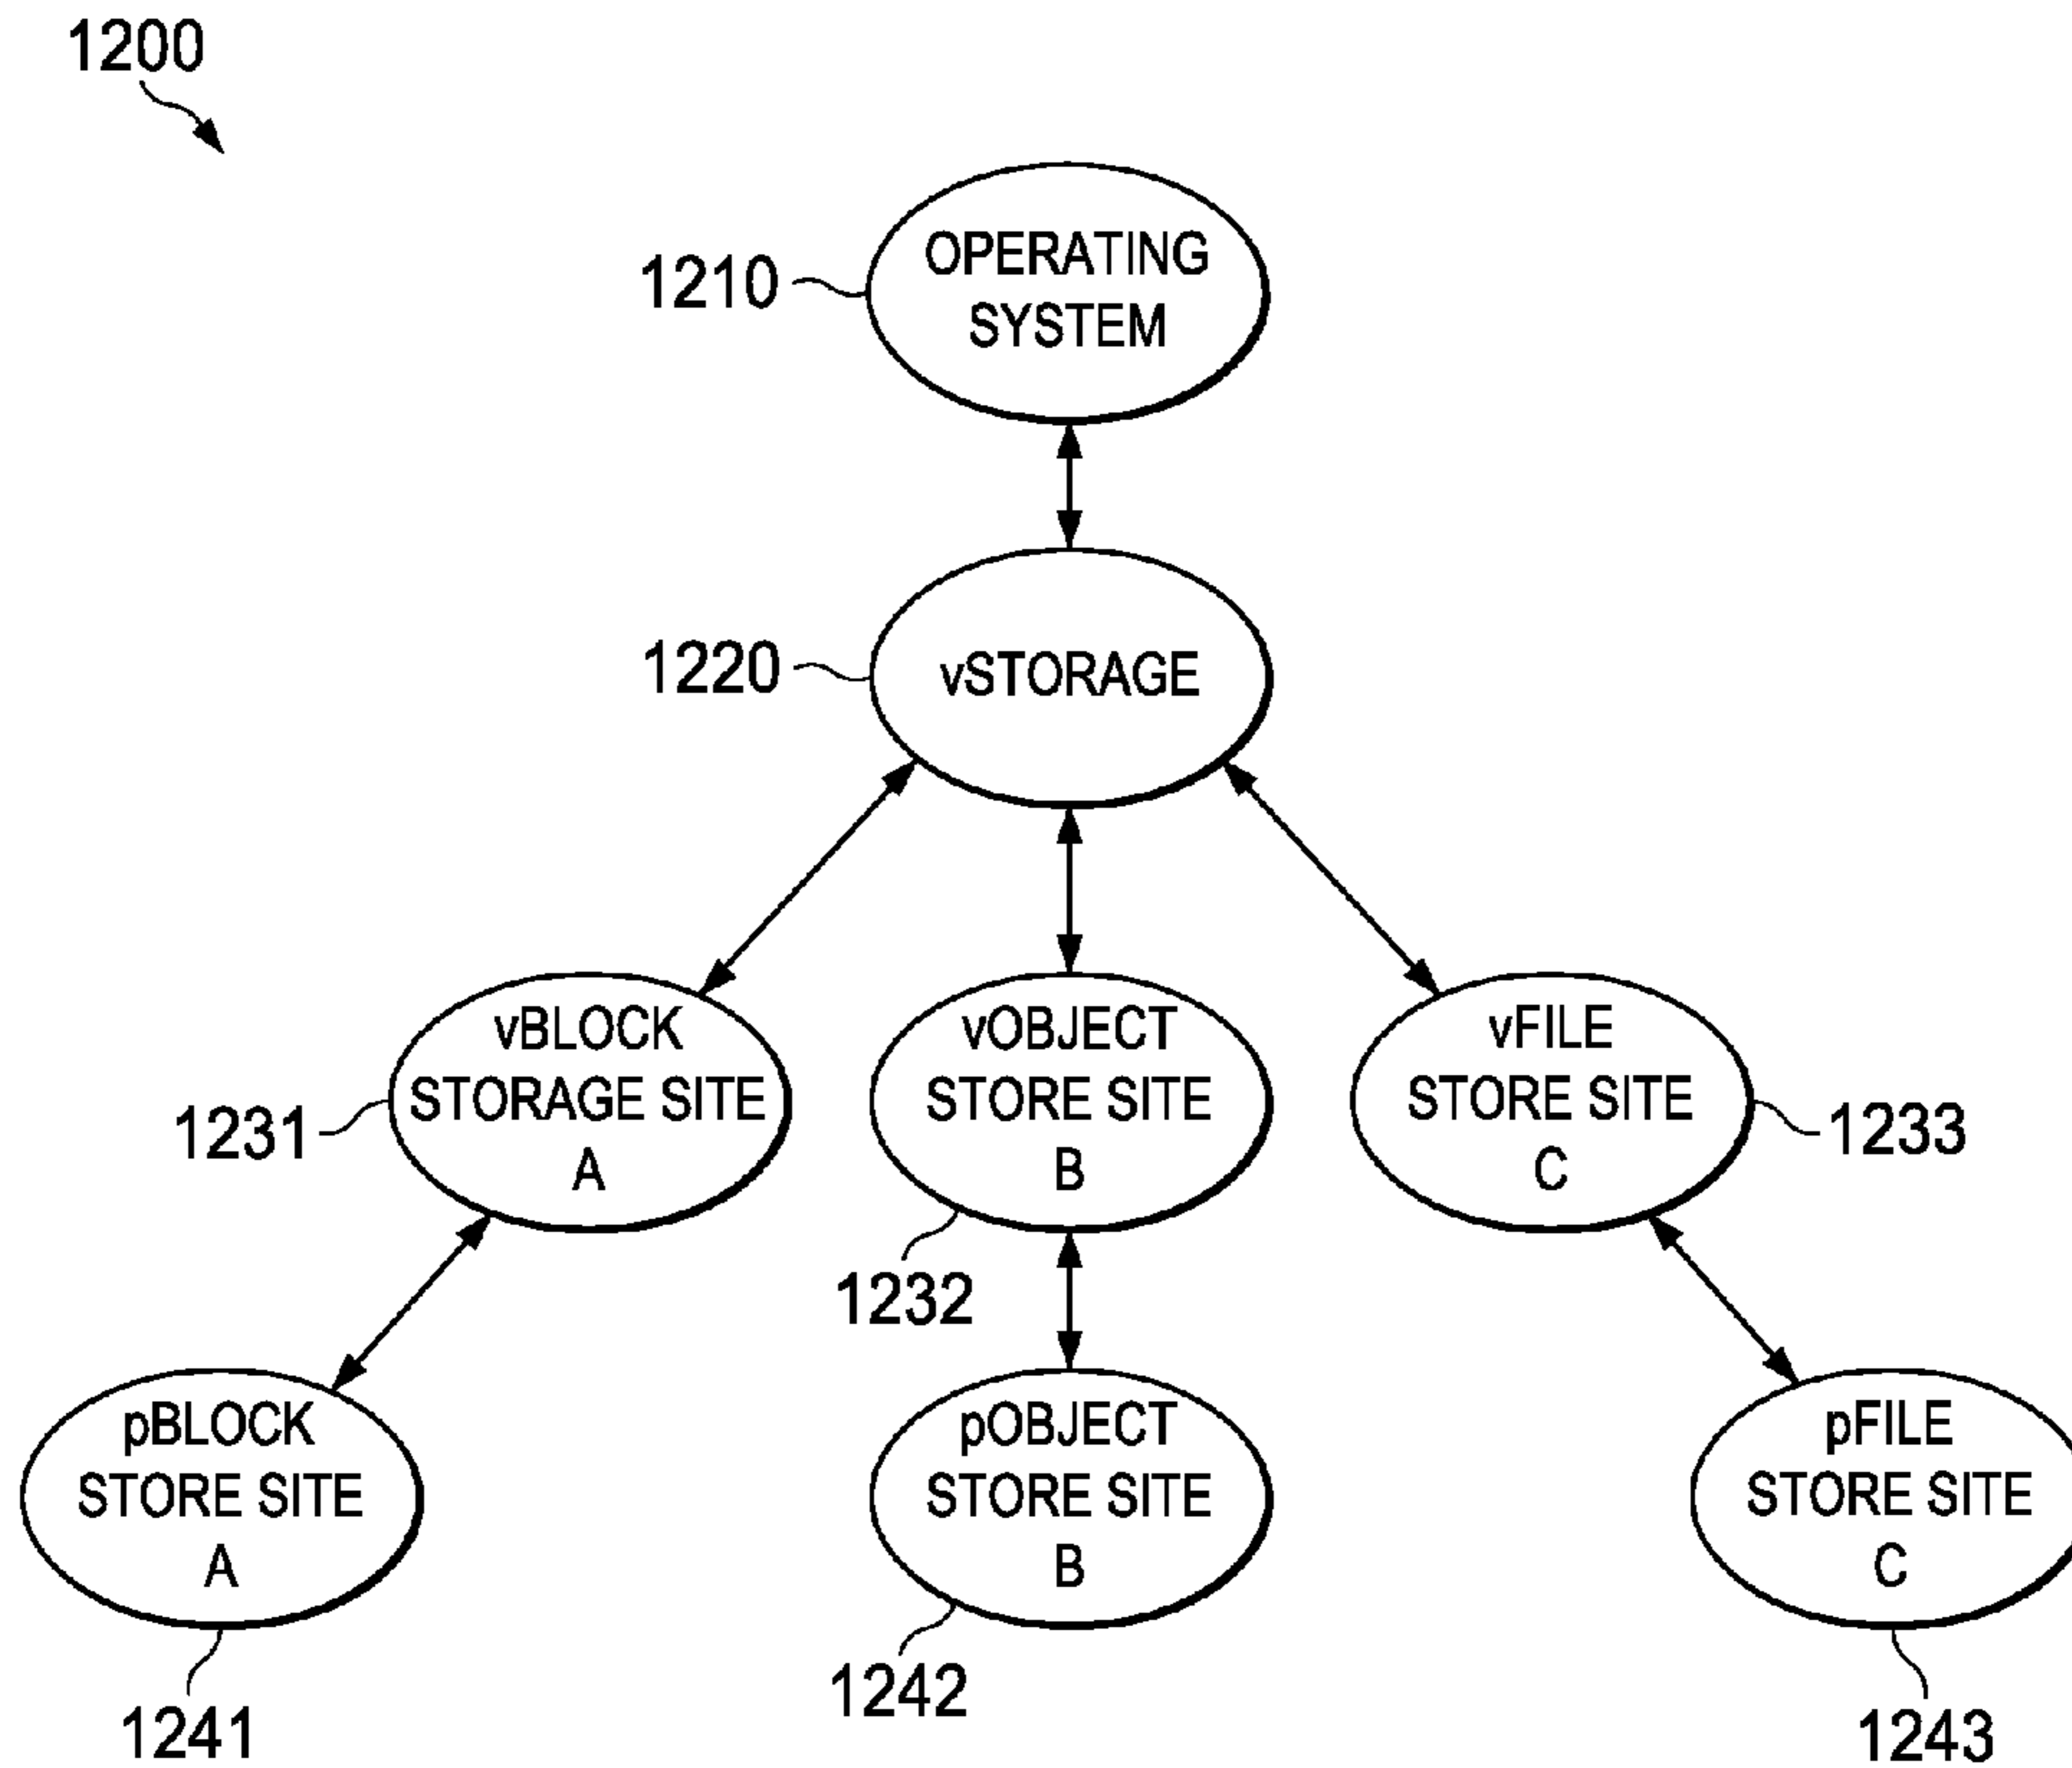 1200
OPERATING
SYSTEM
1210
vSTORAGE
1220
vBLOCK
STORAGE SITE
A
1231
vOBJECT
STORE SITE
B
1232
vFILE
STORE SITE
C
1233
pBLOCK
STORE SITE
A
1241
pOBJECT
STORE SITE
B
1242
pFILE
STORE SITE
C
1243